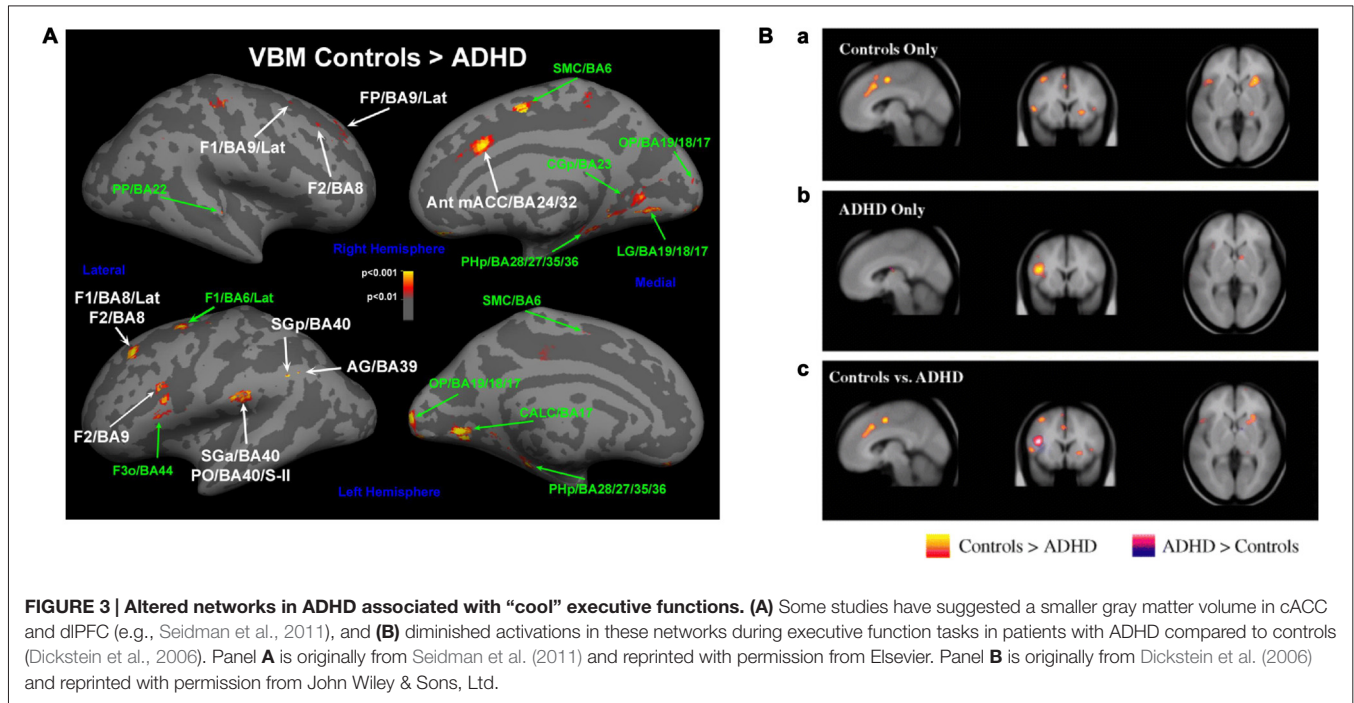 A
VBM Controls > ADHD
SMC/BA6
FP/BA9/Lat
F1/BA9/Lat
OP/BA19/18/17
CGp/BA23
PP/BA22
F2/BA8
Ant mACC/BA24/32
Right Hemisphere
LG/BA19/18/17
PHp/BA28/27/35/36
Lateral
p<0.001
p<0.01
Medial
F1/BA8/Lat
F2/BA8
F1/BA6/Lat
SMC/BA6
SGp/BA40
AG/BA39
OP/BA19/18/17
CALC/BA17
F2/BA9
F3o/BA44
SGa/BA40
PO/BA40/S-II
Left Hemisphere
PHp/BA28/27/35/36
B
a
Controls Only
b
ADHD Only
c
Controls vs. ADHD
Controls > ADHD
ADHD > Controls
FIGURE 3 | Altered networks in ADHD associated with “cool” executive functions. (A) Some studies have suggested a smaller gray matter volume in cACC
and dlPFC (e.g., Seidman et al., 2011), and (B) diminished activations in these networks during executive function tasks in patients with ADHD compared to controls
(Dickstein et al., 2006). Panel A is originally from Seidman et al. (2011) and reprinted with permission from Elsevier. Panel B is originally from Dickstein et al. (2006)
and reprinted with permission from John Wiley & Sons, Ltd.